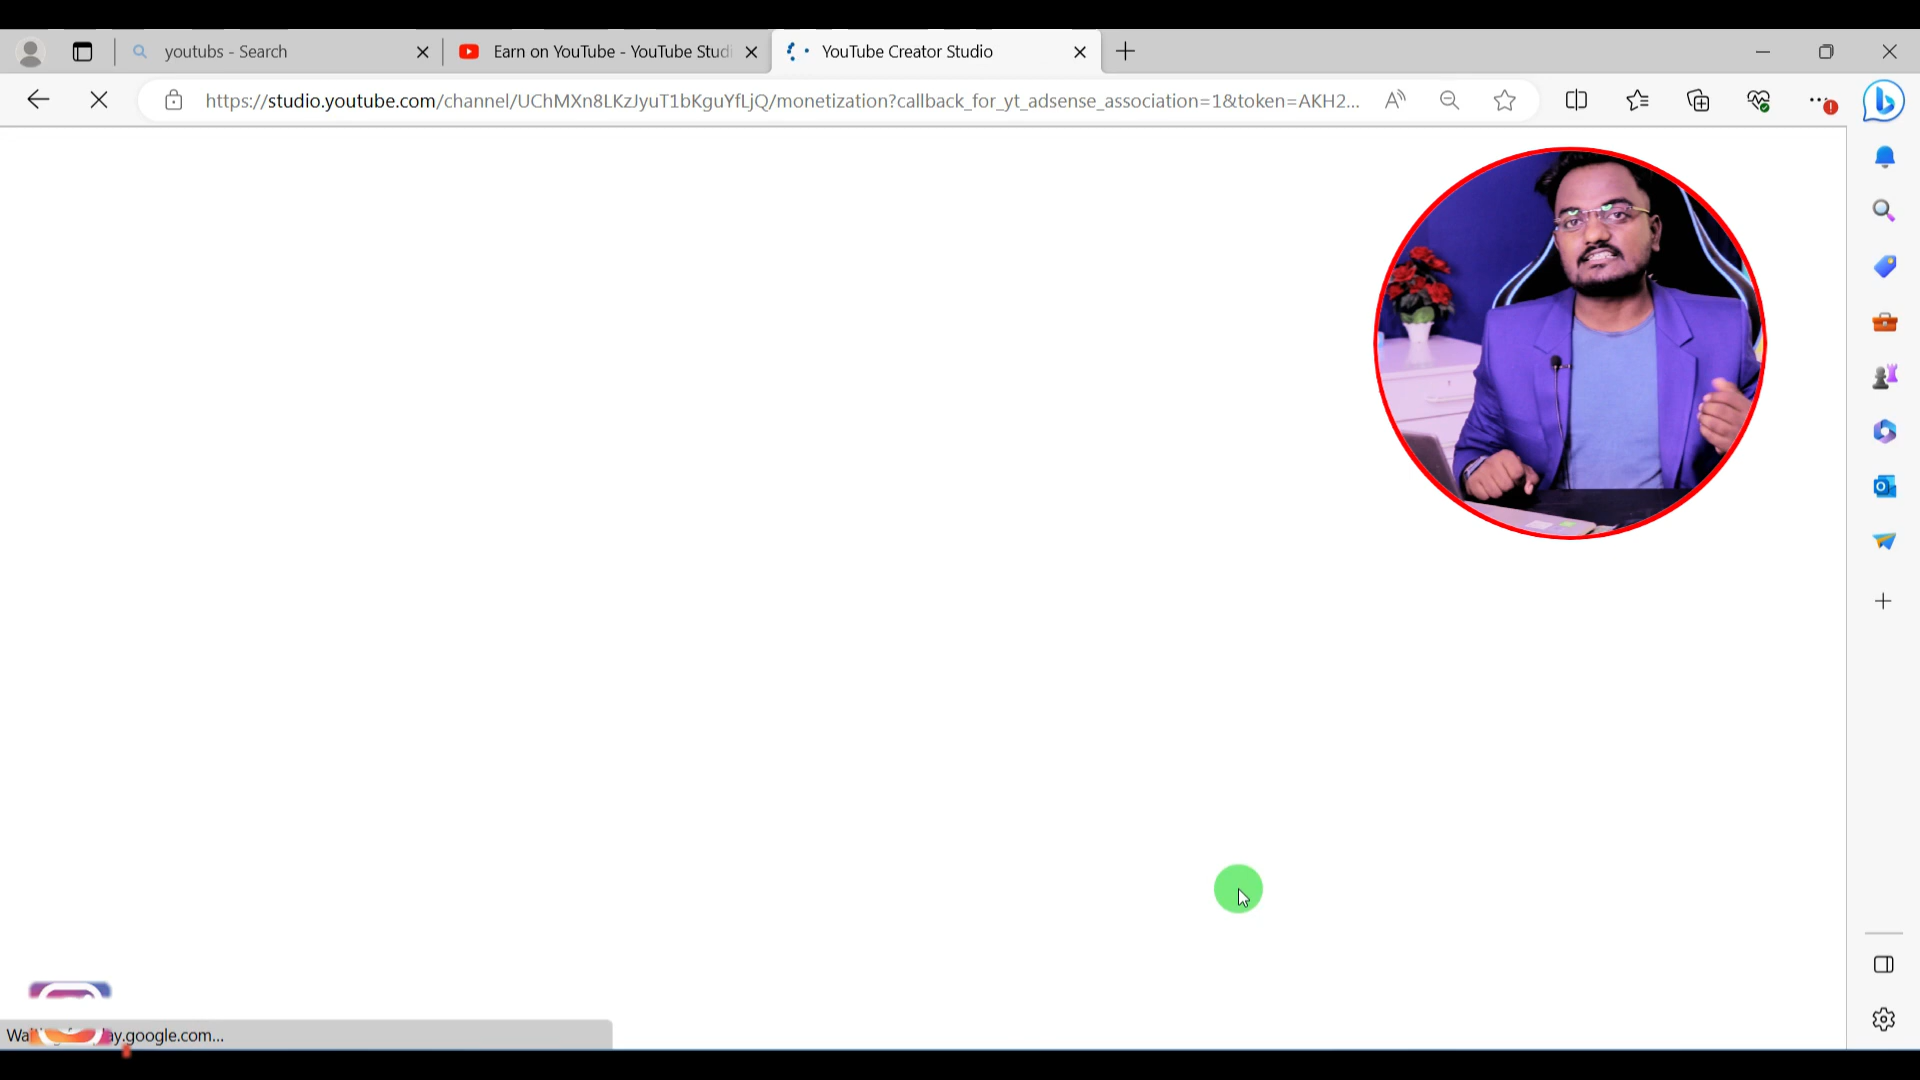 youtubs - Search
Earn on YouTube - YouTube Studi
YouTube Creator Studio
https://studio.youtube.com/channel/UChMXn8LKzJyuT1bKguYfLjQ/monetization?callback_for_yt_adsense_association=1&token=AKH2...
ay.google.com...